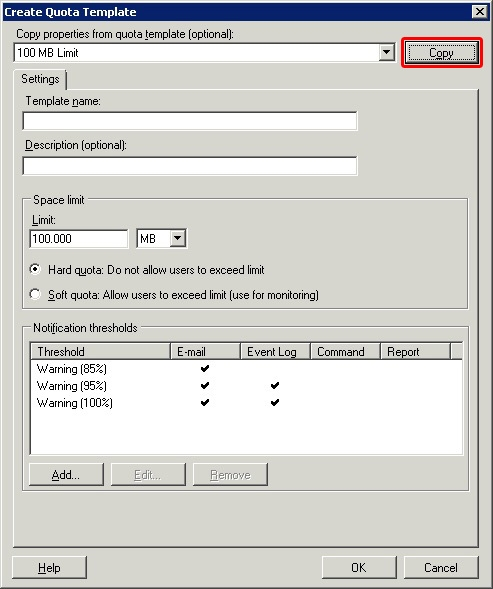 Create Quota Template
Copy properties from quota template (optional):
100 MB Limit
Copy
Settings
Template name:
Description (optional):
Space limit
Limit:
100.000 MB
Hard quota: Do not allow users to exceed limit
Soft quota: Allow users to exceed limit (use for monitoring)
Notification thresholds
Threshold E-mail Event Log Command Report
Warning (85%)
Warning (95%)
Warning (100%)
Add... Edit... Remove
Help OK Cancel